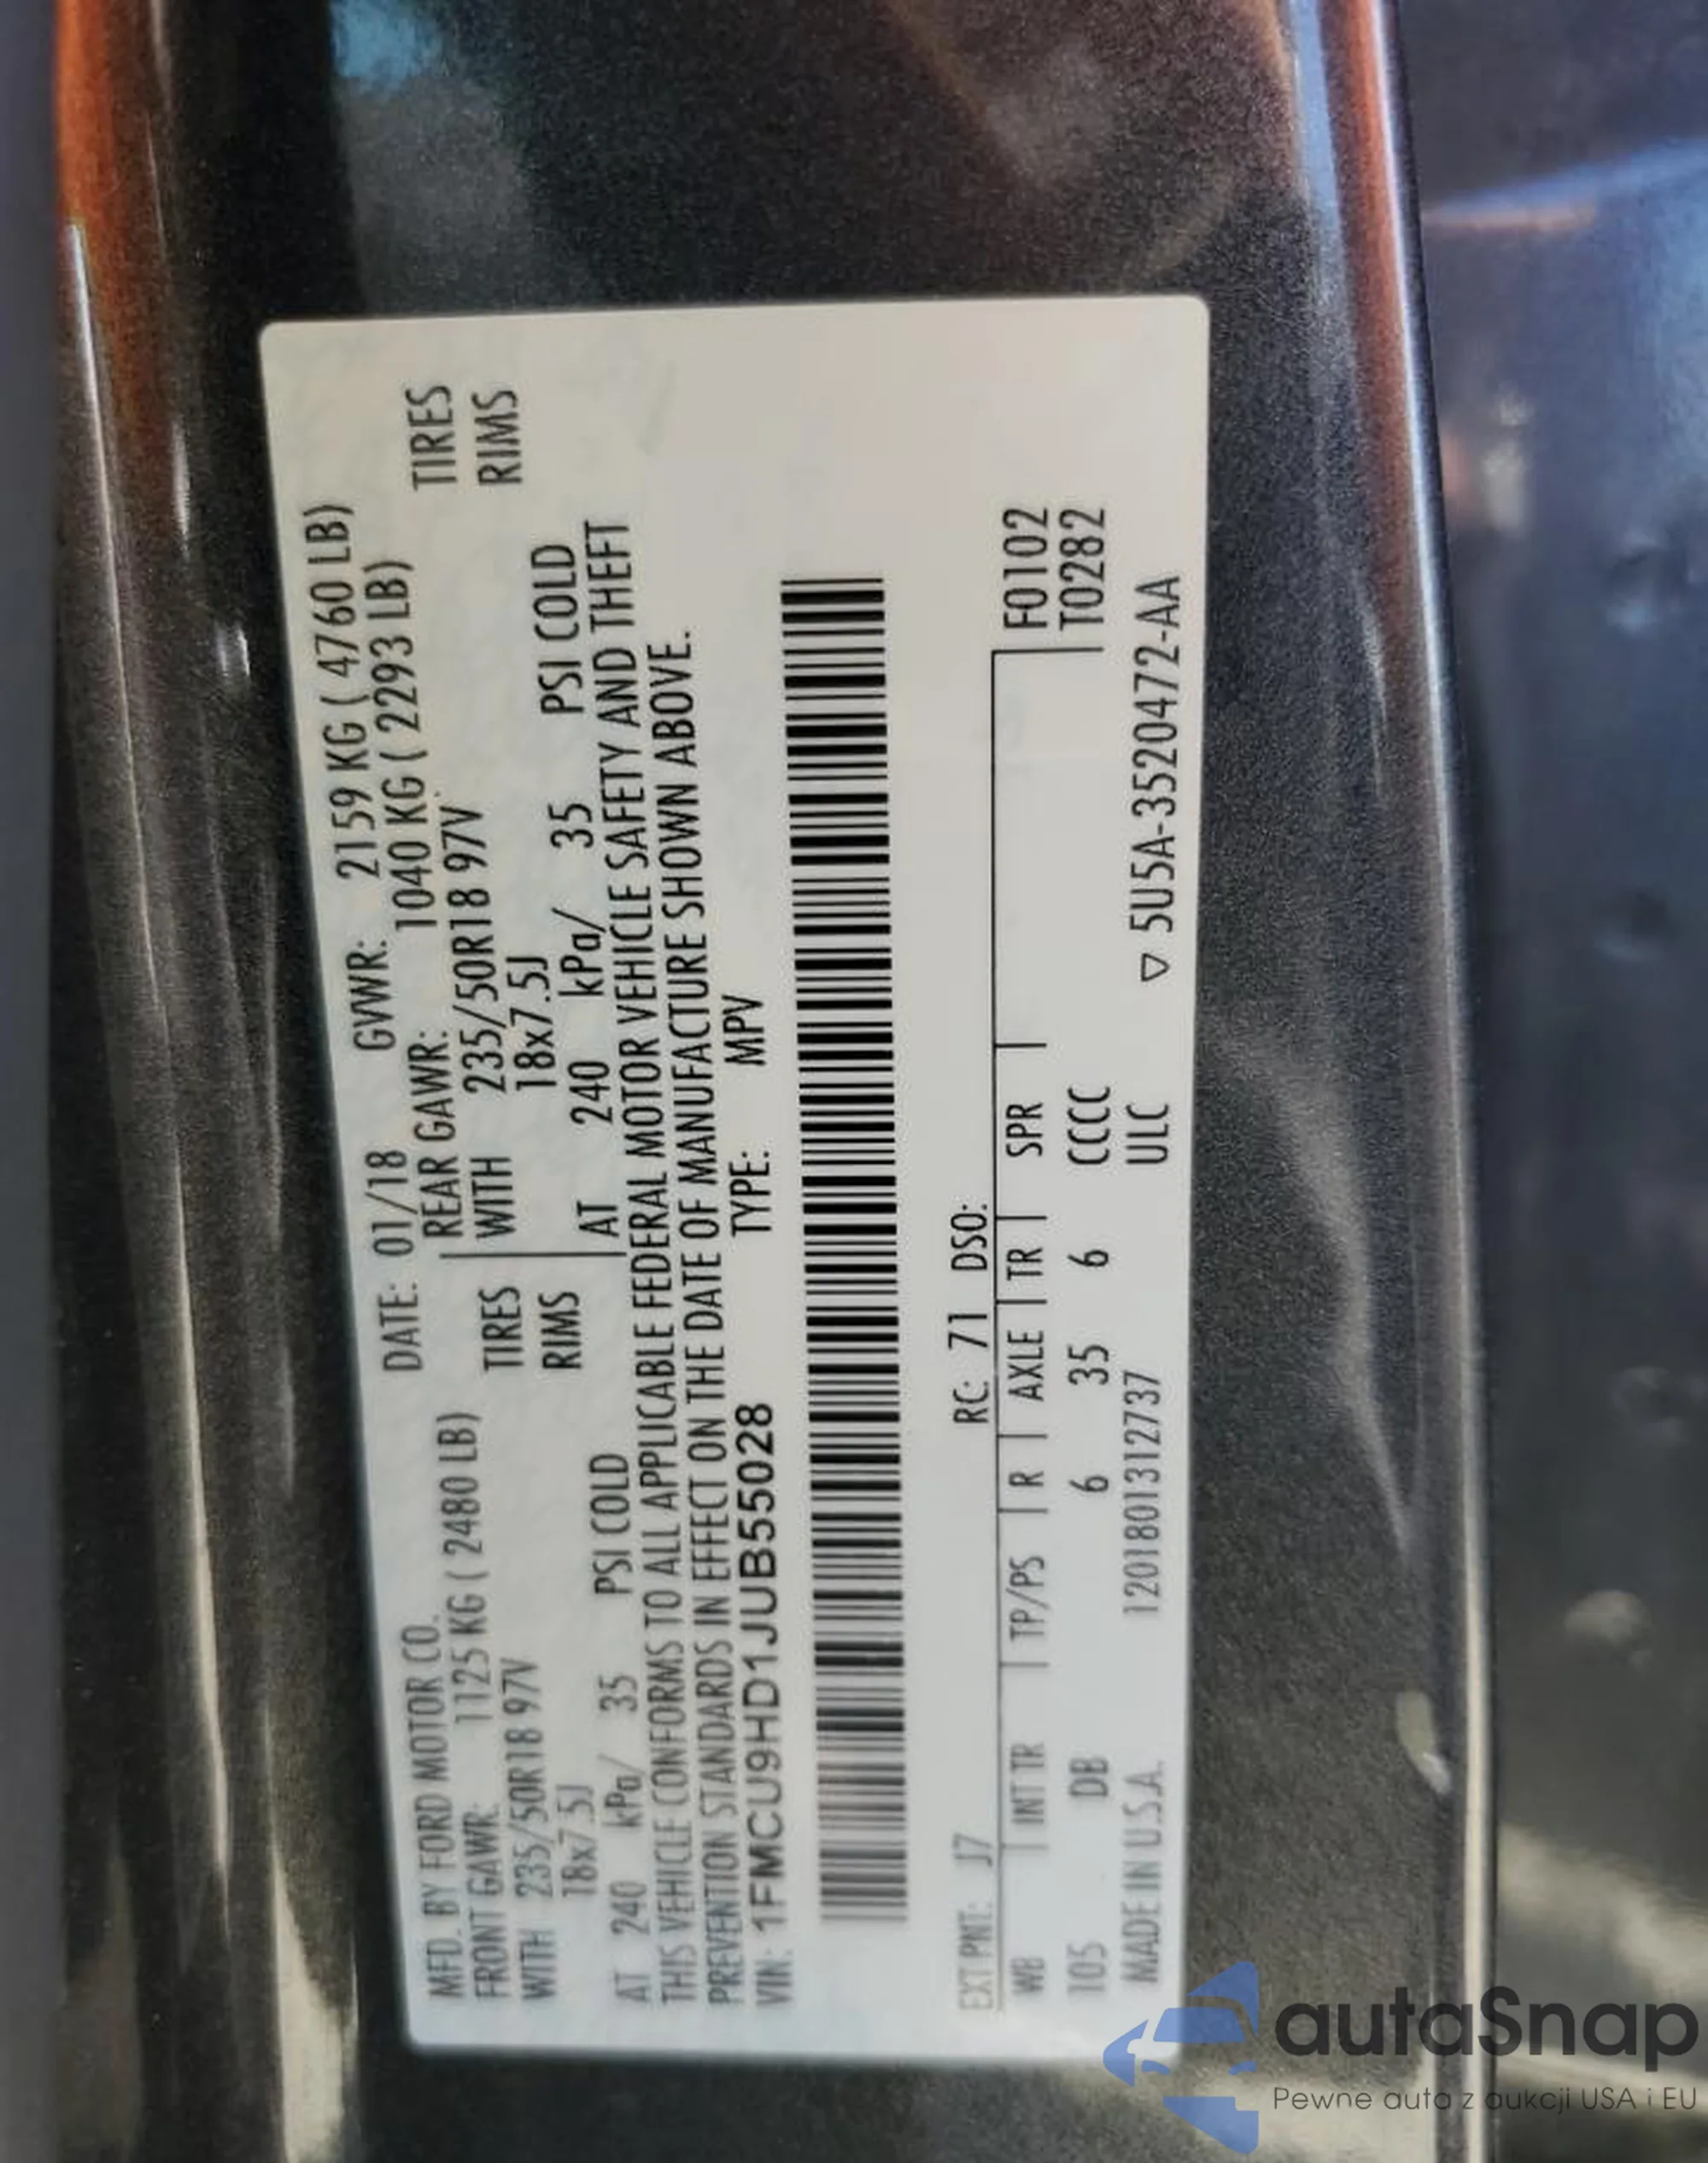 MFD. BY FORD MOTOR CO. DATE: 01/18 GVWR: 2159 KG ( 4760 LB)
FRONT GAWR: 1125 KG ( 2480 LB) REAR GAWR: 1040 KG ( 2293 LB)
WITH 235/50R18 97V TIRES WITH 235/50R18 97V TIRES
18x7.5J RIMS 18x7.5J RIMS
AT 240 kPa/ 35 PSI COLD AT 240 kPa/ 35 PSI COLD
THIS VEHICLE CONFORMS TO ALL APPLICABLE FEDERAL MOTOR VEHICLE SAFETY AND THEFT
PREVENTION STANDARDS IN EFFECT ON THE DATE OF MANUFACTURE SHOWN ABOVE.
VIN: 1FMCU9HD1JUB55028 TYPE: MPV
EXT PNT: J7 RC: 71 DSO:
WB INT TR TP/PS R AXLE TR SPR F0102
105 DB 6 35 6 CCCC T0282
MADE IN U.S.A. 1201801312737 ULC ▽ 5U5A-3520472-AA
autaSnap
Pewne auta z aukcji USA i EU